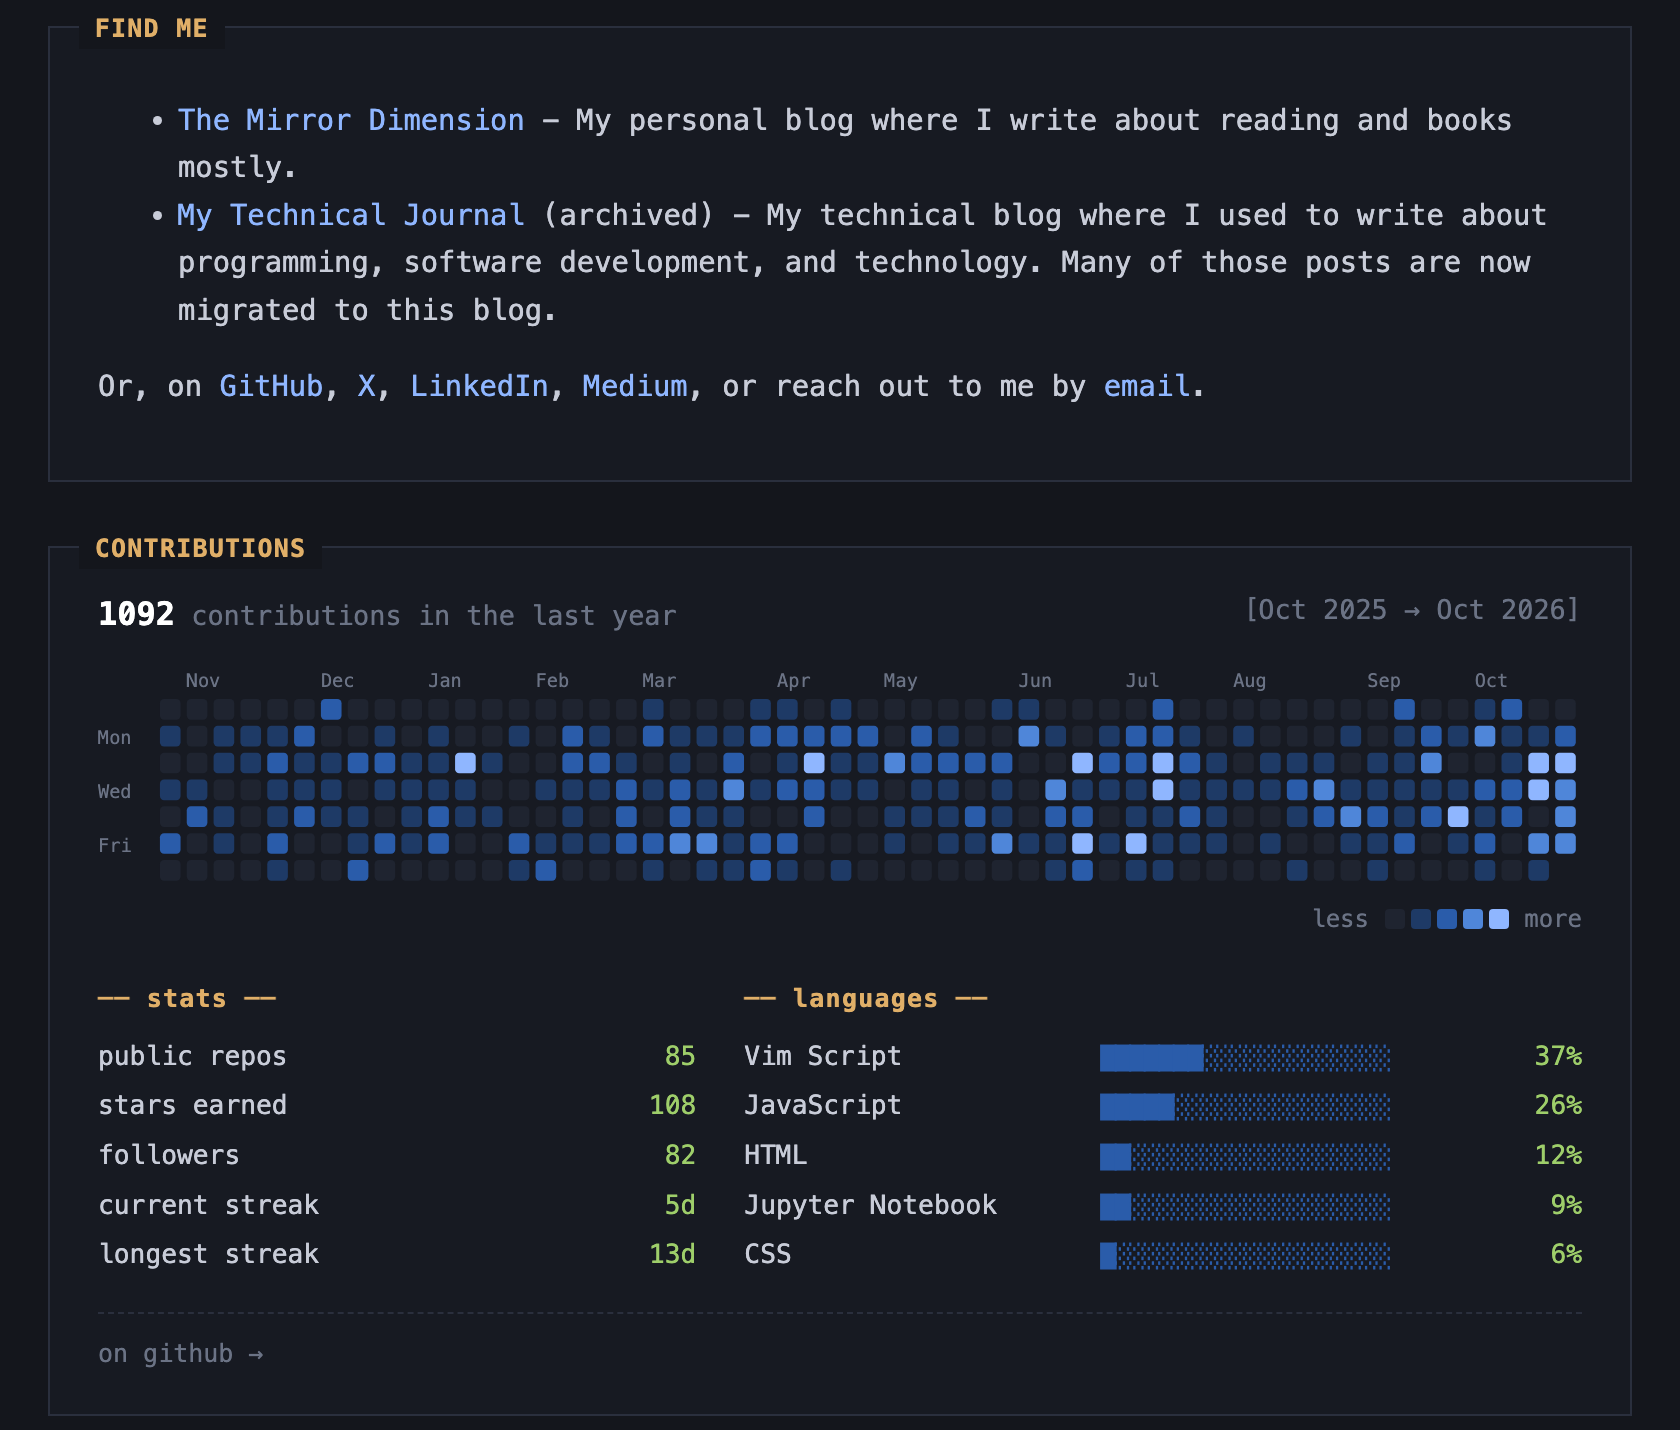 FIND ME
• The Mirror Dimension – My personal blog where I write about reading and books
mostly.
• My Technical Journal (archived) – My technical blog where I used to write about
programming, software development, and technology. Many of those posts are now
migrated to this blog.
Or, on GitHub, X, LinkedIn, Medium, or reach out to me by email.
CONTRIBUTIONS
1092 contributions in the last year [Oct 2025 → Oct 2026]
Nov Dec Jan Feb Mar Apr May Jun Jul Aug Sep Oct
Mon
Wed
Fri
less more
—— stats —— —— languages ——
public repos 85 Vim Script 37%
stars earned 108 JavaScript 26%
followers 82 HTML 12%
current streak 5d Jupyter Notebook 9%
longest streak 13d CSS 6%
on github →